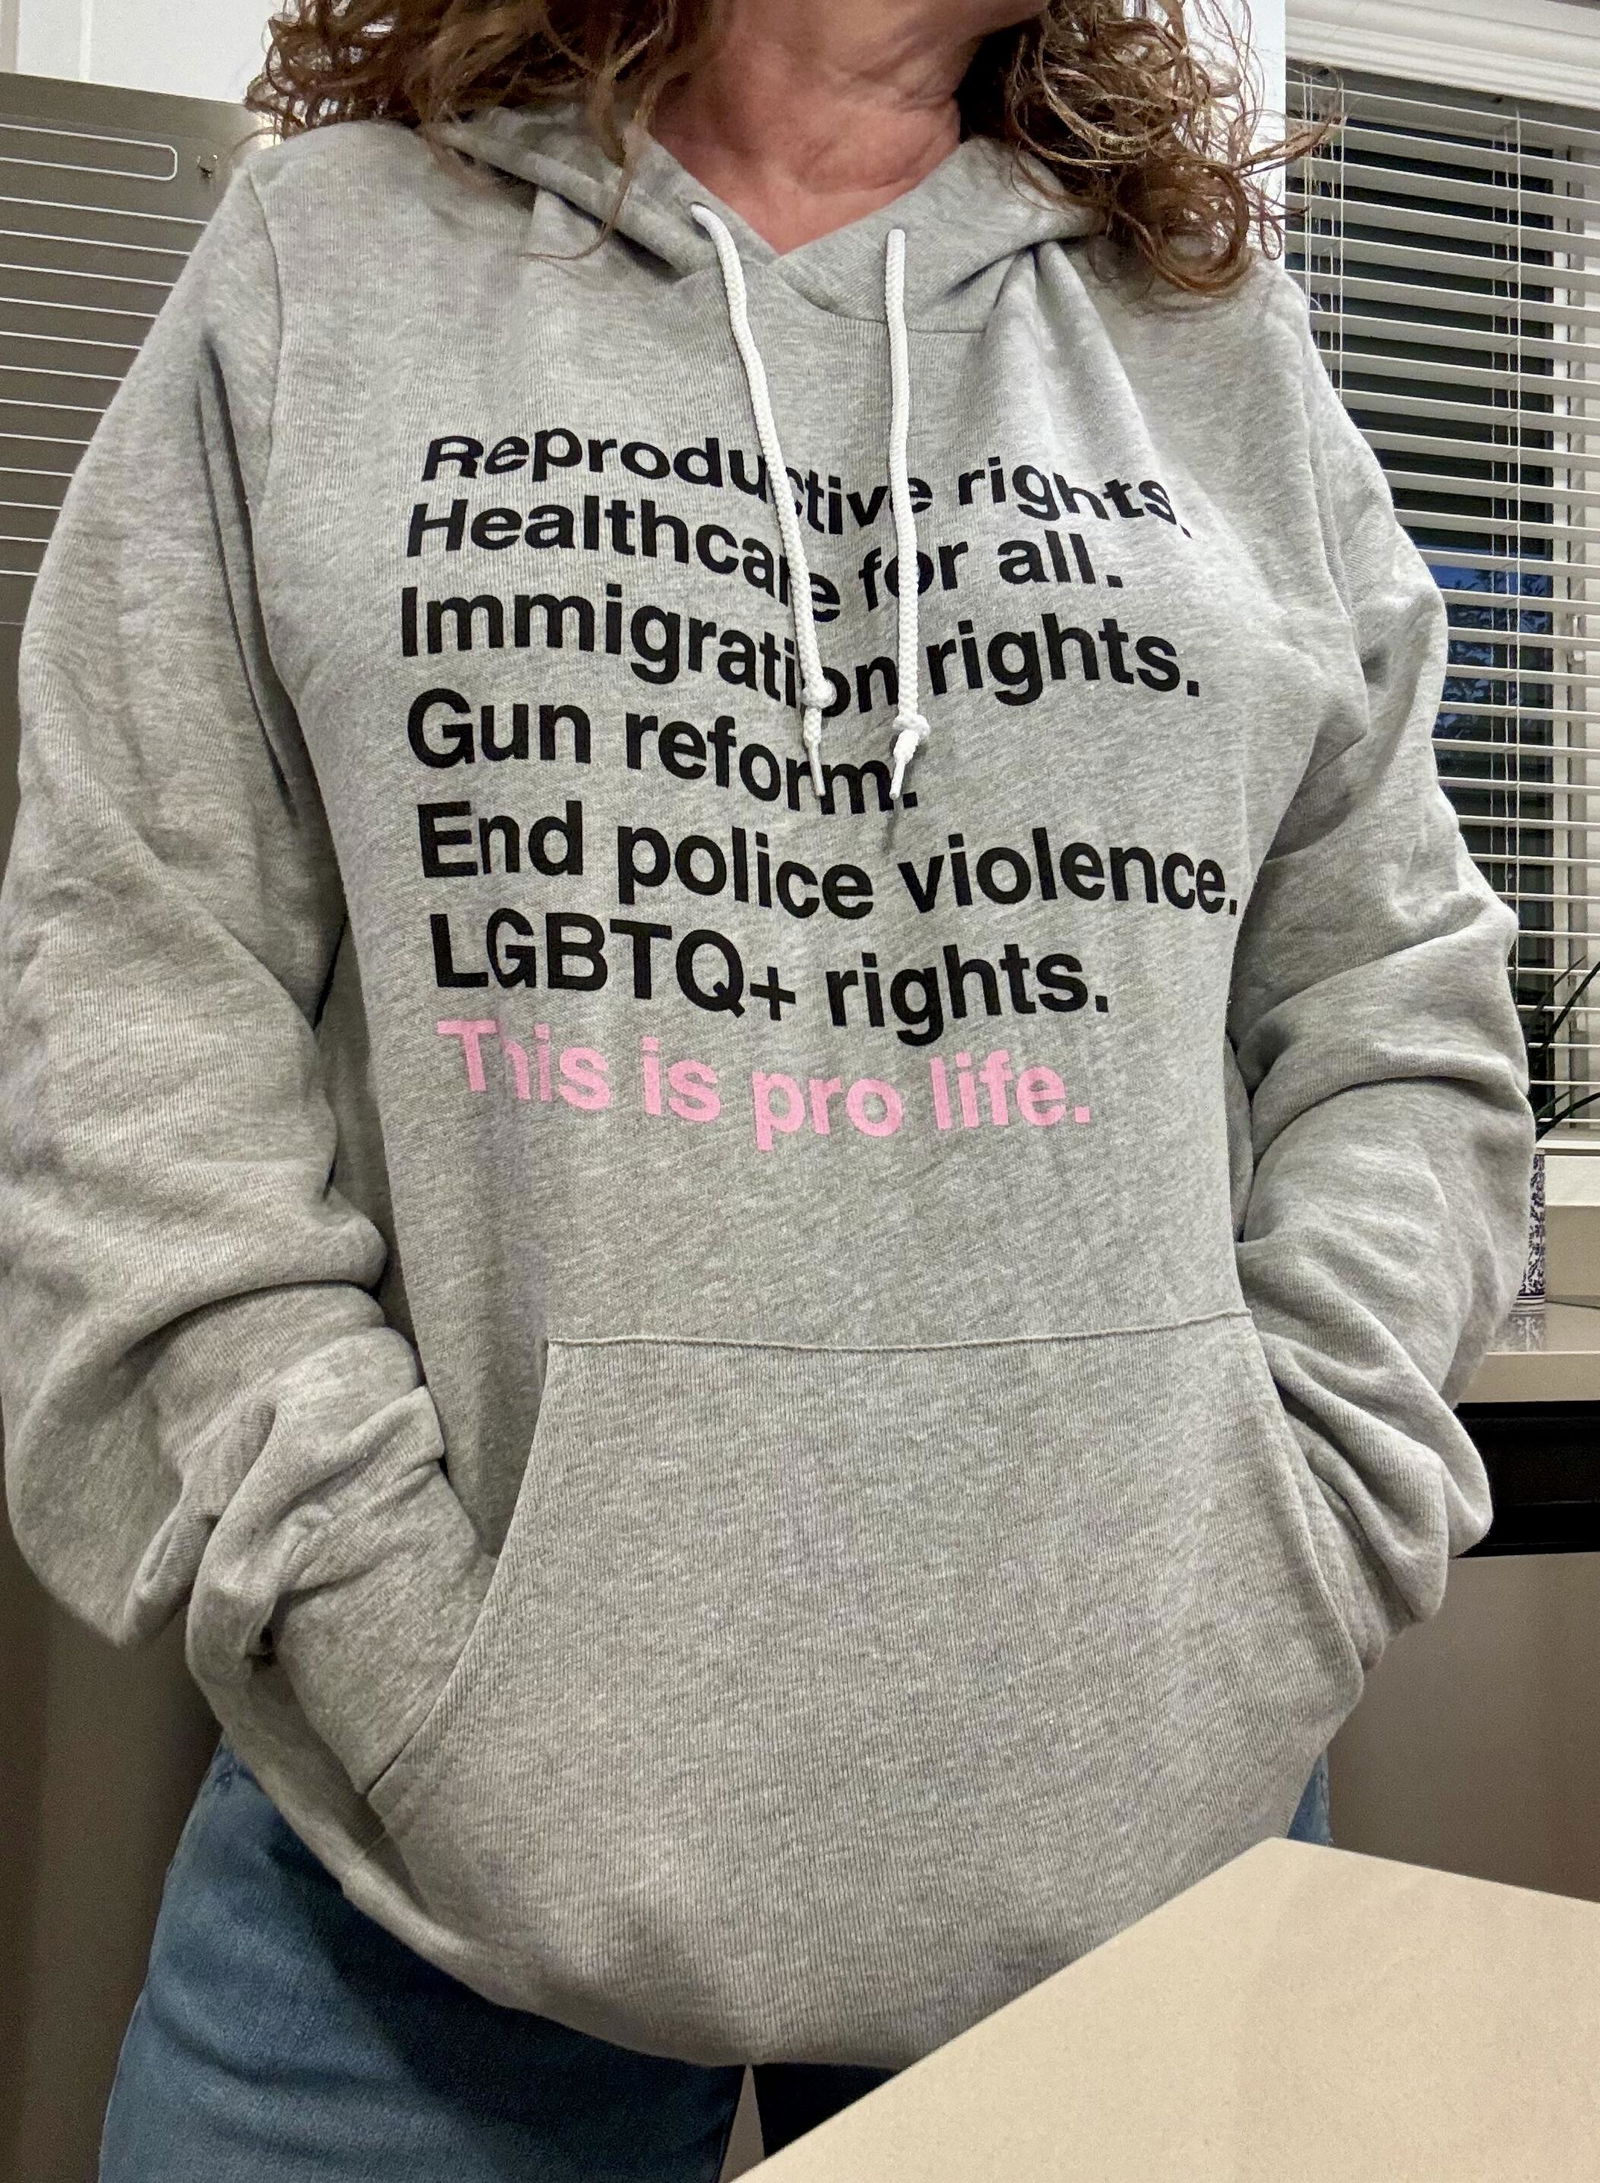 Reproductive rights.
Healthcare for all.
Immigration rights.
Gun reform.
End police violence.
LGBTQ+ rights.
This is pro life.